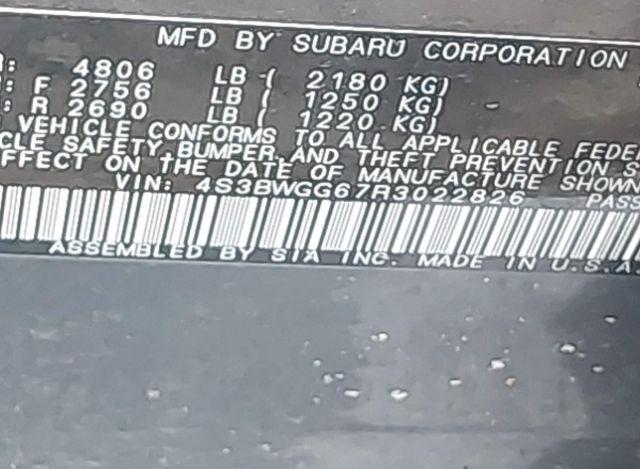 MFD BY SUBARU CORPORATION
: 4806 LB ( 2180 KG)
: F 2756 LB ( 1250 KG)
: R 2690 LB ( 1220 KG)
VEHICLE CONFORMS TO ALL APPLICABLE FEDE
CLE SAFETY, BUMPER, AND THEFT PREVENTION S
FFECT ON THE DATE OF MANUFACTURE SHOWN
VIN: 4S3BWGG67R3022826 PASS
ASSEMBLED BY SIA INC. MADE IN U.S.A